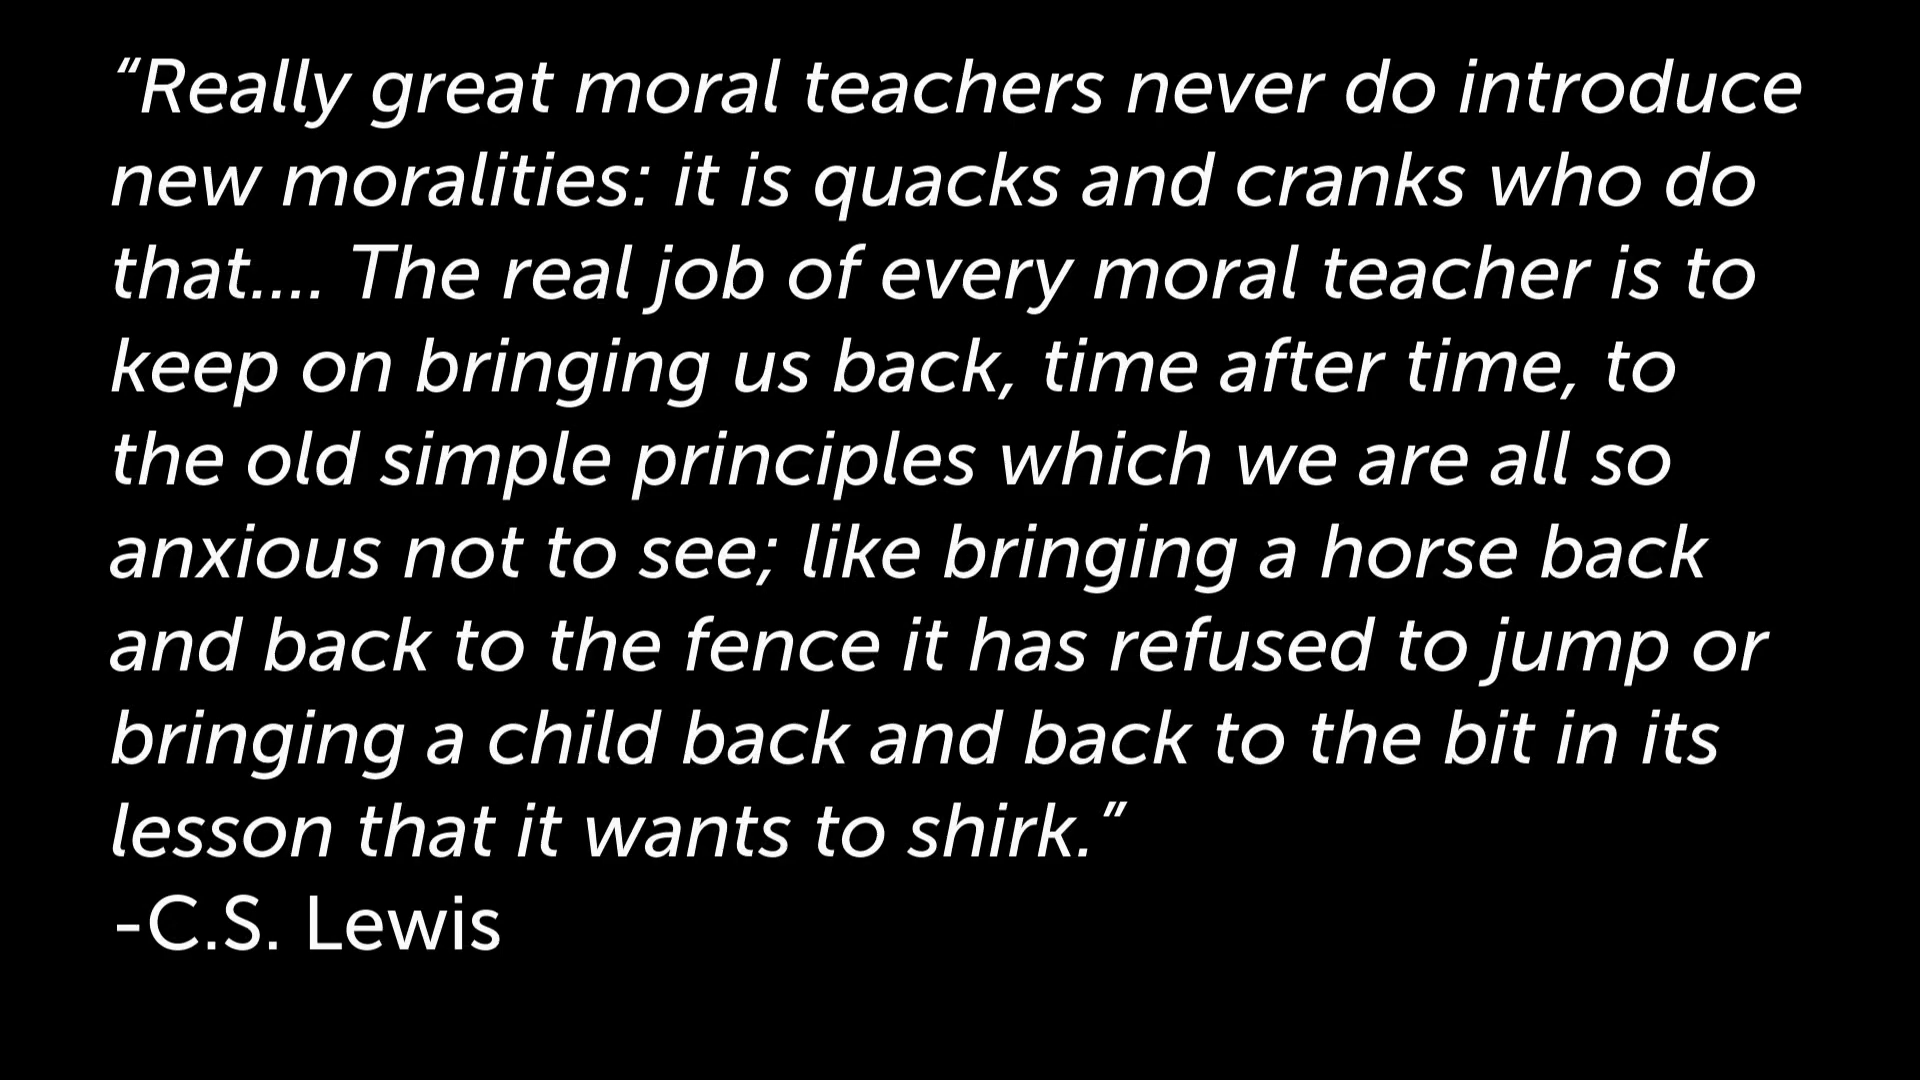 “Really great moral teachers never do introduce
new moralities: it is quacks and cranks who do
that.... The real job of every moral teacher is to
keep on bringing us back, time after time, to
the old simple principles which we are all so
anxious not to see; like bringing a horse back
and back to the fence it has refused to jump or
bringing a child back and back to the bit in its
lesson that it wants to shirk.”
-C.S. Lewis